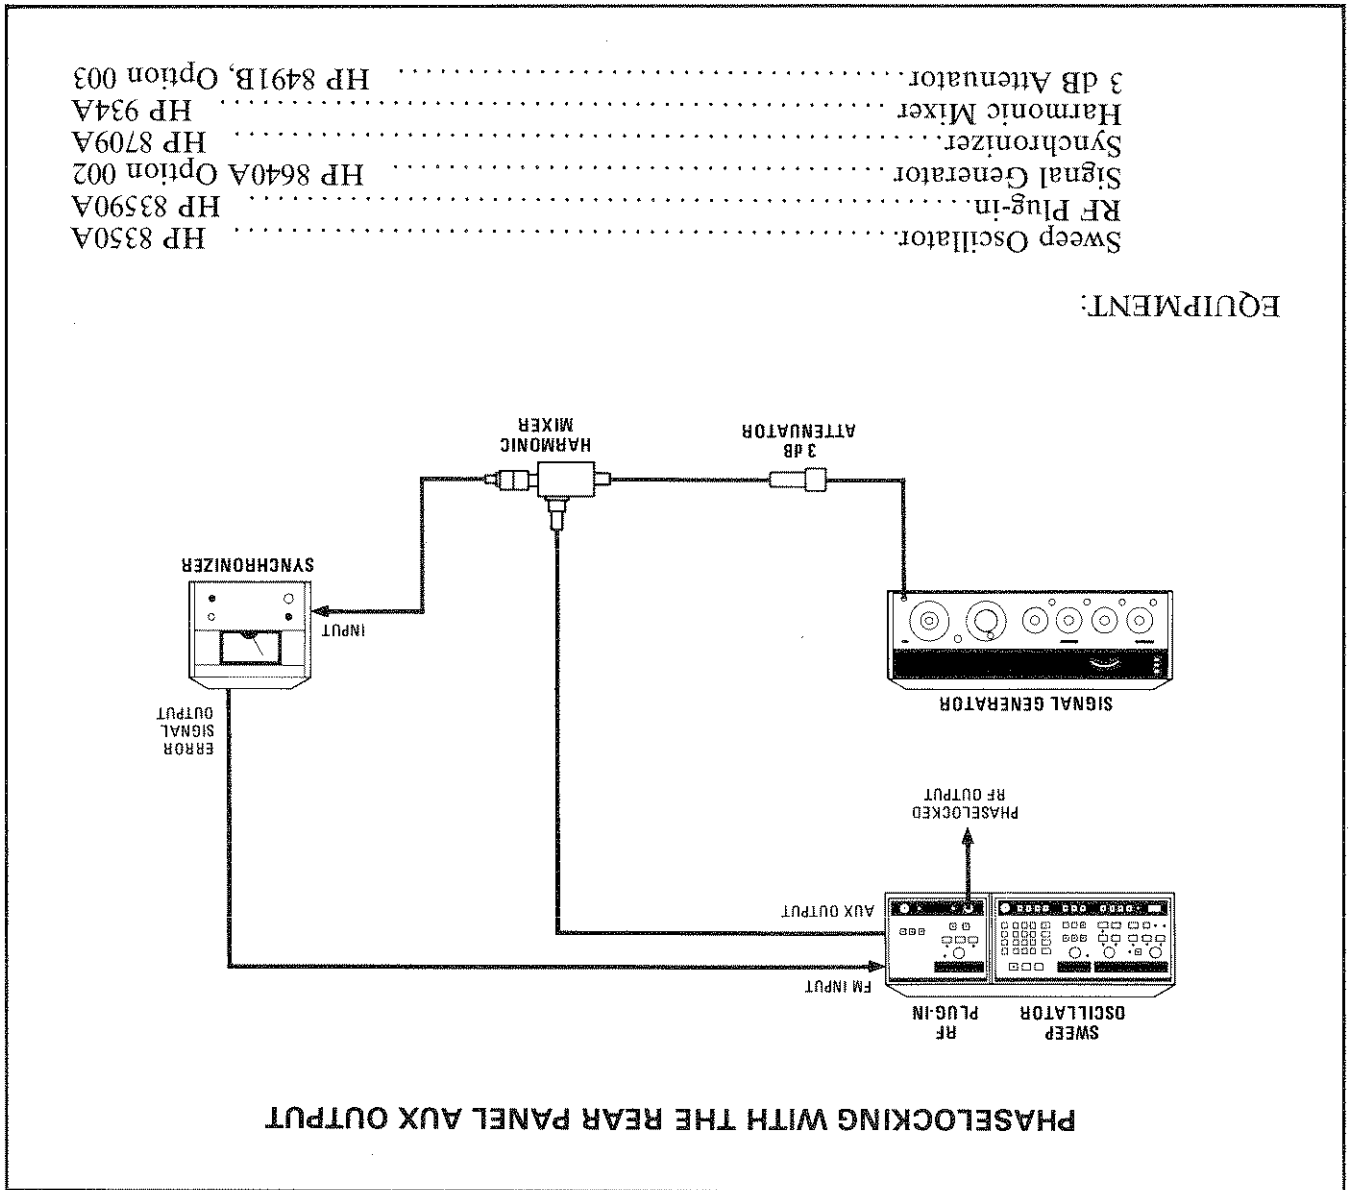 PHASELOCKING WITH THE REAR PANEL AUX OUTPUT
SWEEP
OSCILLATOR
RF
PLUG-IN
FM INPUT
AUX OUTPUT
PHASELOCKED
RF OUTPUT
ERROR
SIGNAL
OUTPUT
SIGNAL GENERATOR
INPUT
SYNCHRONIZER
3 dB
ATTENUATOR
HARMONIC
MIXER
EQUIPMENT:
Sweep Oscillator ........ HP 8350A
RF Plug-in ........ HP 83590A
Signal Generator ........ HP 8640A Option 002
Synchronizer ........ HP 8709A
Harmonic Mixer ........ HP 934A
3 dB Attenuator ........ HP 8491B, Option 003